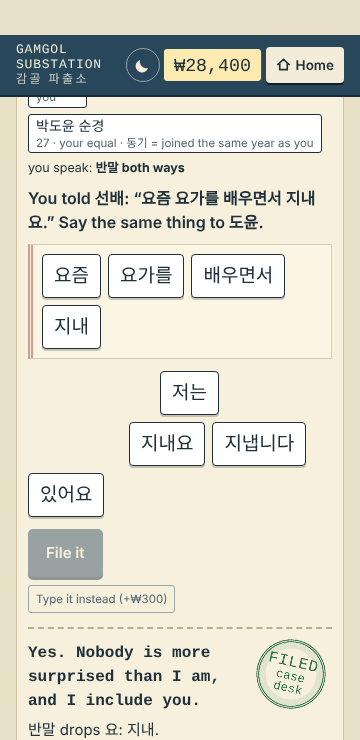 GAMGOL
SUBSTATION
감골 파출소
₩28,400
Home
you
박도윤 순경
27 · your equal · 동기 = joined the same year as you
you speak: 반말 both ways
You told 선배: “요즘 요가를 배우면서 지내
요.” Say the same thing to 도윤.
요즘 요가를 배우면서
지내
저는
지내요 지냅니다
있어요
File it
Type it instead (+₩300)
Yes. Nobody is more
surprised than I am,
and I include you.
FILED
case
desk
반말 drops 요: 지내.